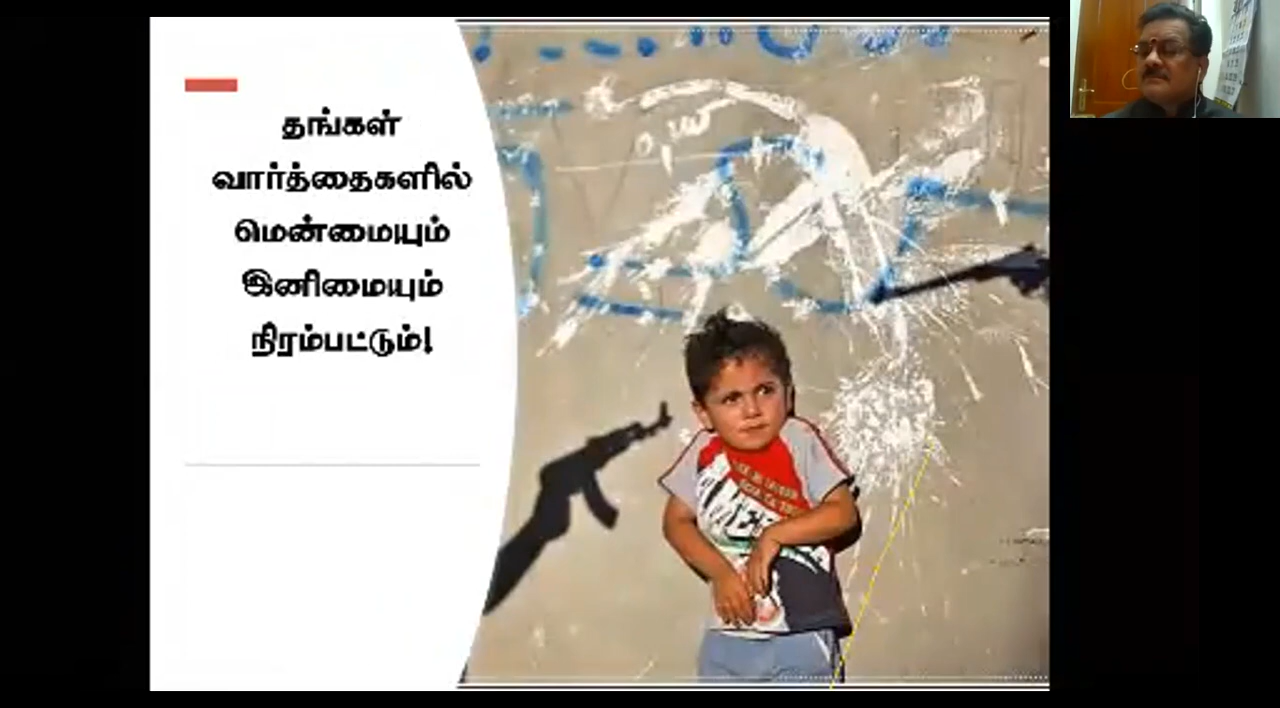 தங்கள்
வார்த்தைகளில்
மென்மையும்
இனிமையும்
நிரம்பட்டும்!